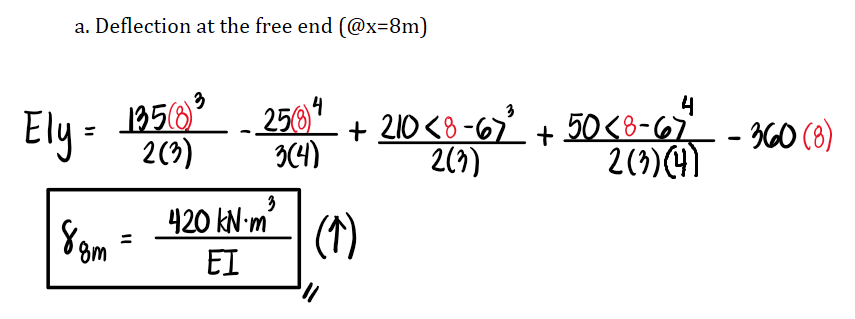 a. Deflection at the free end (@x=8m)
EIy = 135(8)³/2(3) - 25(8)⁴/3(4) + 210<8-6>³/2(3) + 50<8-6>⁴/2(3)(4) - 360(8)
δ8m = 420 kN·m³/EI (↑)